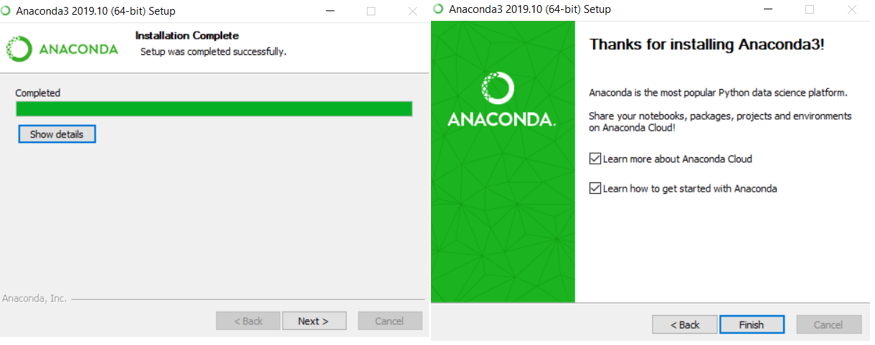 Anaconda3 2019.10 (64-bit) Setup
Installation Complete
Setup was completed successfully.
ANACONDA
Completed
Show details
Anaconda, Inc.
< Back
Next >
Cancel
Anaconda3 2019.10 (64-bit) Setup
ANACONDA.
Thanks for installing Anaconda3!
Anaconda is the most popular Python data science platform.
Share your notebooks, packages, projects and environments
on Anaconda Cloud!
Learn more about Anaconda Cloud
Learn how to get started with Anaconda
< Back
Finish
Cancel